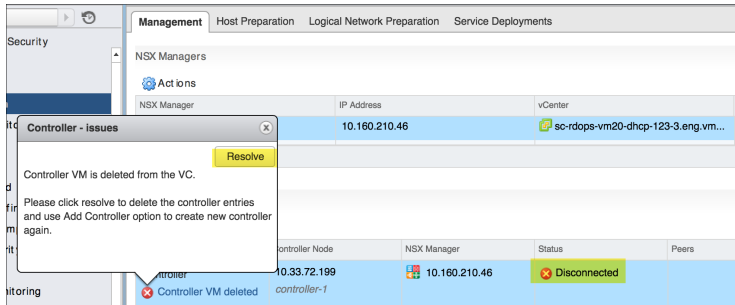 Management Host Preparation Logical Network Preparation Service Deployments
Security
NSX Managers
Actions
NSX Manager IP Address vCenter
10.160.210.46 sc-rdops-vm20-dhcp-123-3.eng.vm...
Controller - issues
Resolve
Controller VM is deleted from the VC.
Please click resolve to delete the controller entries
and use Add Controller option to create new controller
again.
Controller Node NSX Manager Status Peers
10.33.72.199 10.160.210.46 Disconnected
Controller VM deleted controller-1